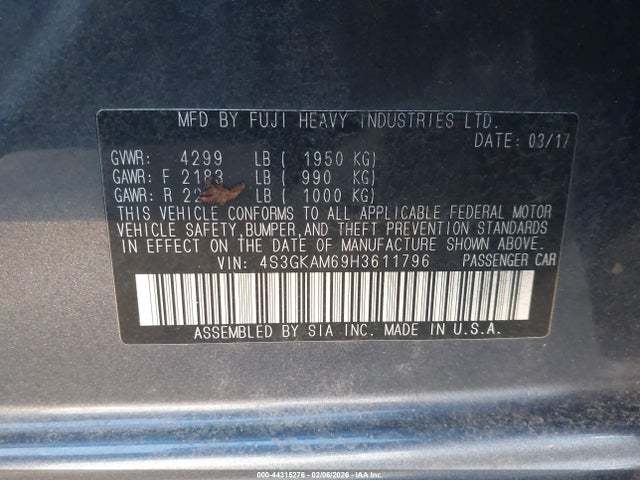 MFD BY FUJI HEAVY INDUSTRIES LTD.
DATE: 03/17
GVWR: 4299 LB ( 1950 KG)
GAWR: F 2183 LB ( 990 KG)
GAWR: R LB ( 1000 KG)
THIS VEHICLE CONFORMS TO ALL APPLICABLE FEDERAL MOTOR
VEHICLE SAFETY, BUMPER, AND THEFT PREVENTION STANDARDS
IN EFFECT ON THE DATE OF MANUFACTURE SHOWN ABOVE.
VIN: 4S3GKAM69H3611796 PASSENGER CAR
ASSEMBLED BY SIA INC. MADE IN U.S.A.
000-44315276 - 02/06/2026 - IAA Inc.